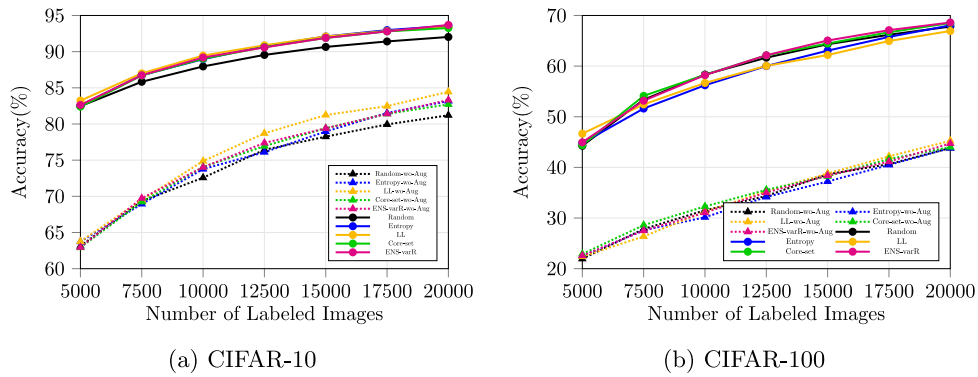 95
90
85
80
75
70
65
60
Accuracy(%)
5000 7500 10000 12500 15000 17500 20000
Number of Labeled Images
Random-wo-Aug
Entropy-wo-Aug
LL-wo-Aug
Core-set-wo-Aug
ENS-varR-wo-Aug
Random
Entropy
LL
Core-set
ENS-varR
(a) CIFAR-10
70
60
50
40
30
20
Accuracy(%)
5000 7500 10000 12500 15000 17500 20000
Number of Labeled Images
Random-wo-Aug Entropy-wo-Aug
LL-wo-Aug Core-set-wo-Aug
ENS-varR-wo-Aug Random
Entropy LL
Core-set ENS-varR
(b) CIFAR-100